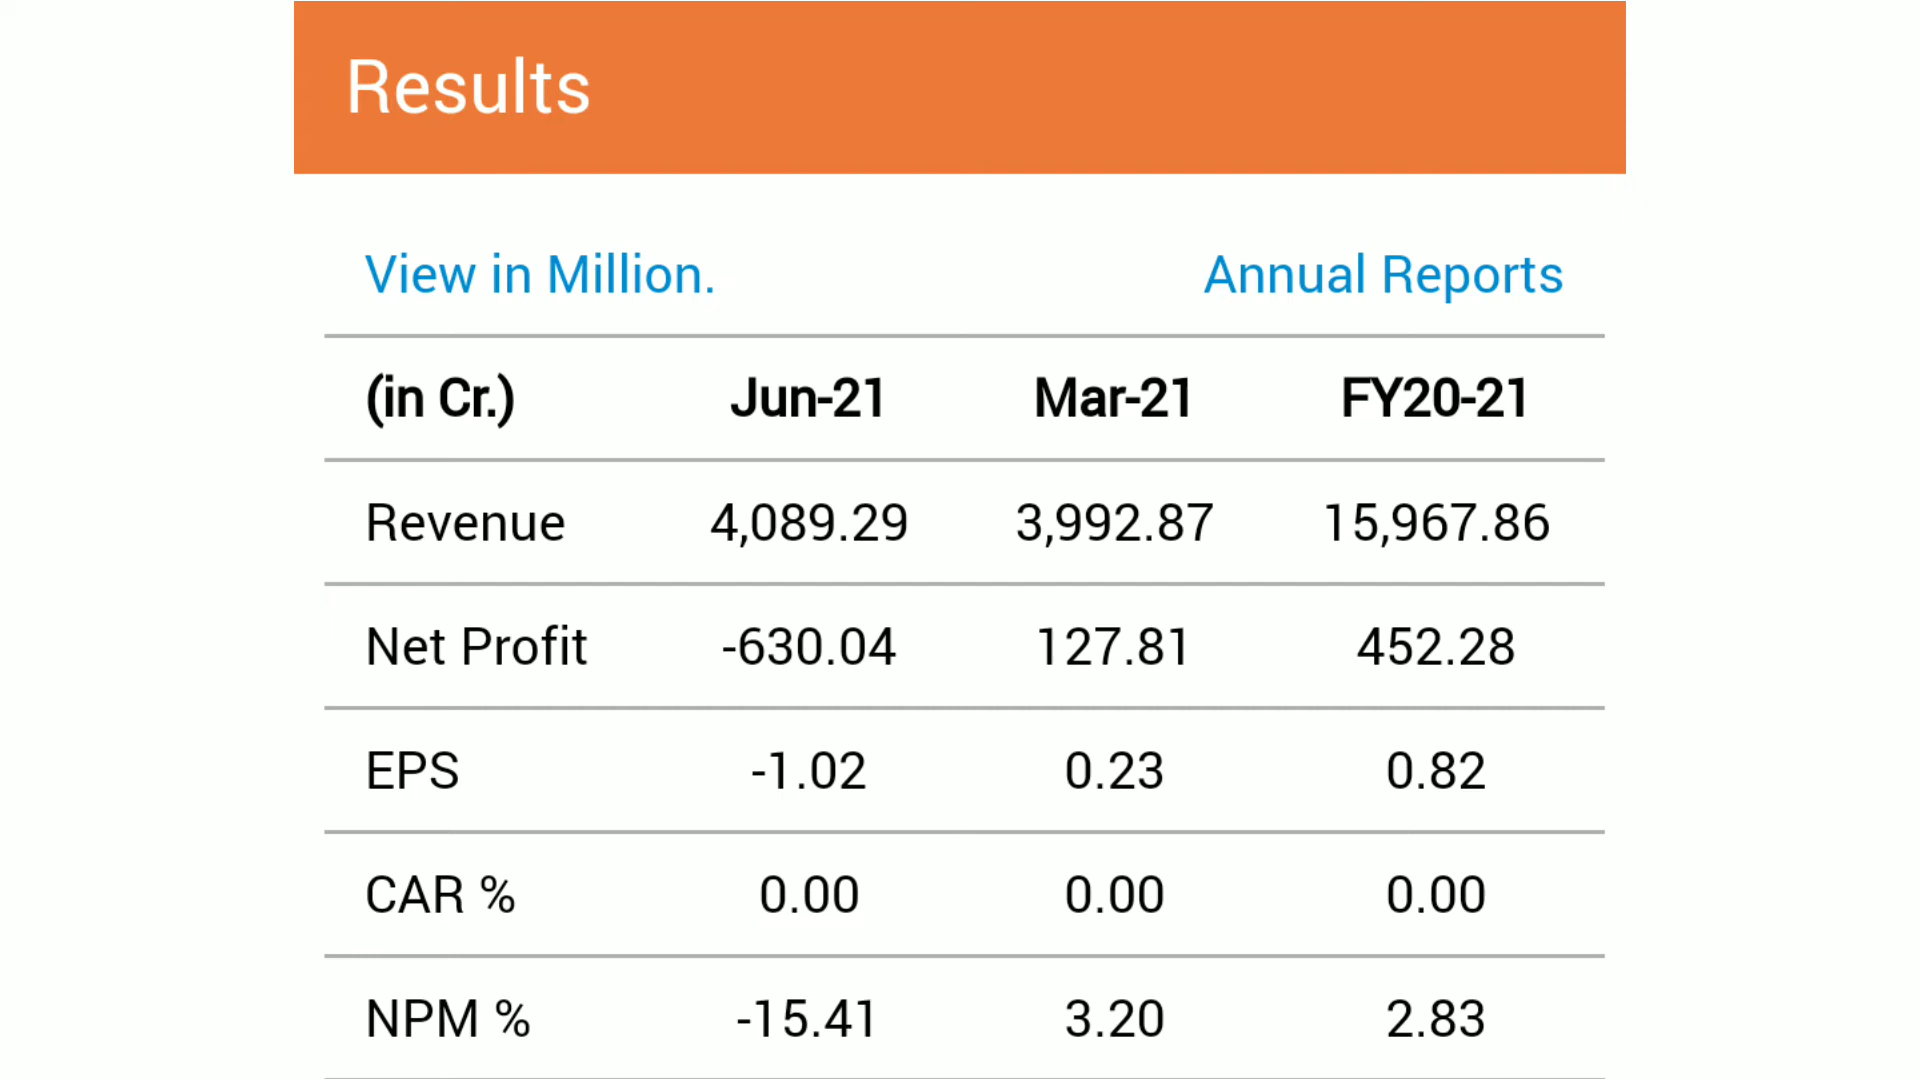 Results
View in Million. Annual Reports
(in Cr.) Jun-21 Mar-21 FY20-21
Revenue 4,089.29 3,992.87 15,967.86
Net Profit -630.04 127.81 452.28
EPS -1.02 0.23 0.82
CAR % 0.00 0.00 0.00
NPM % -15.41 3.20 2.83